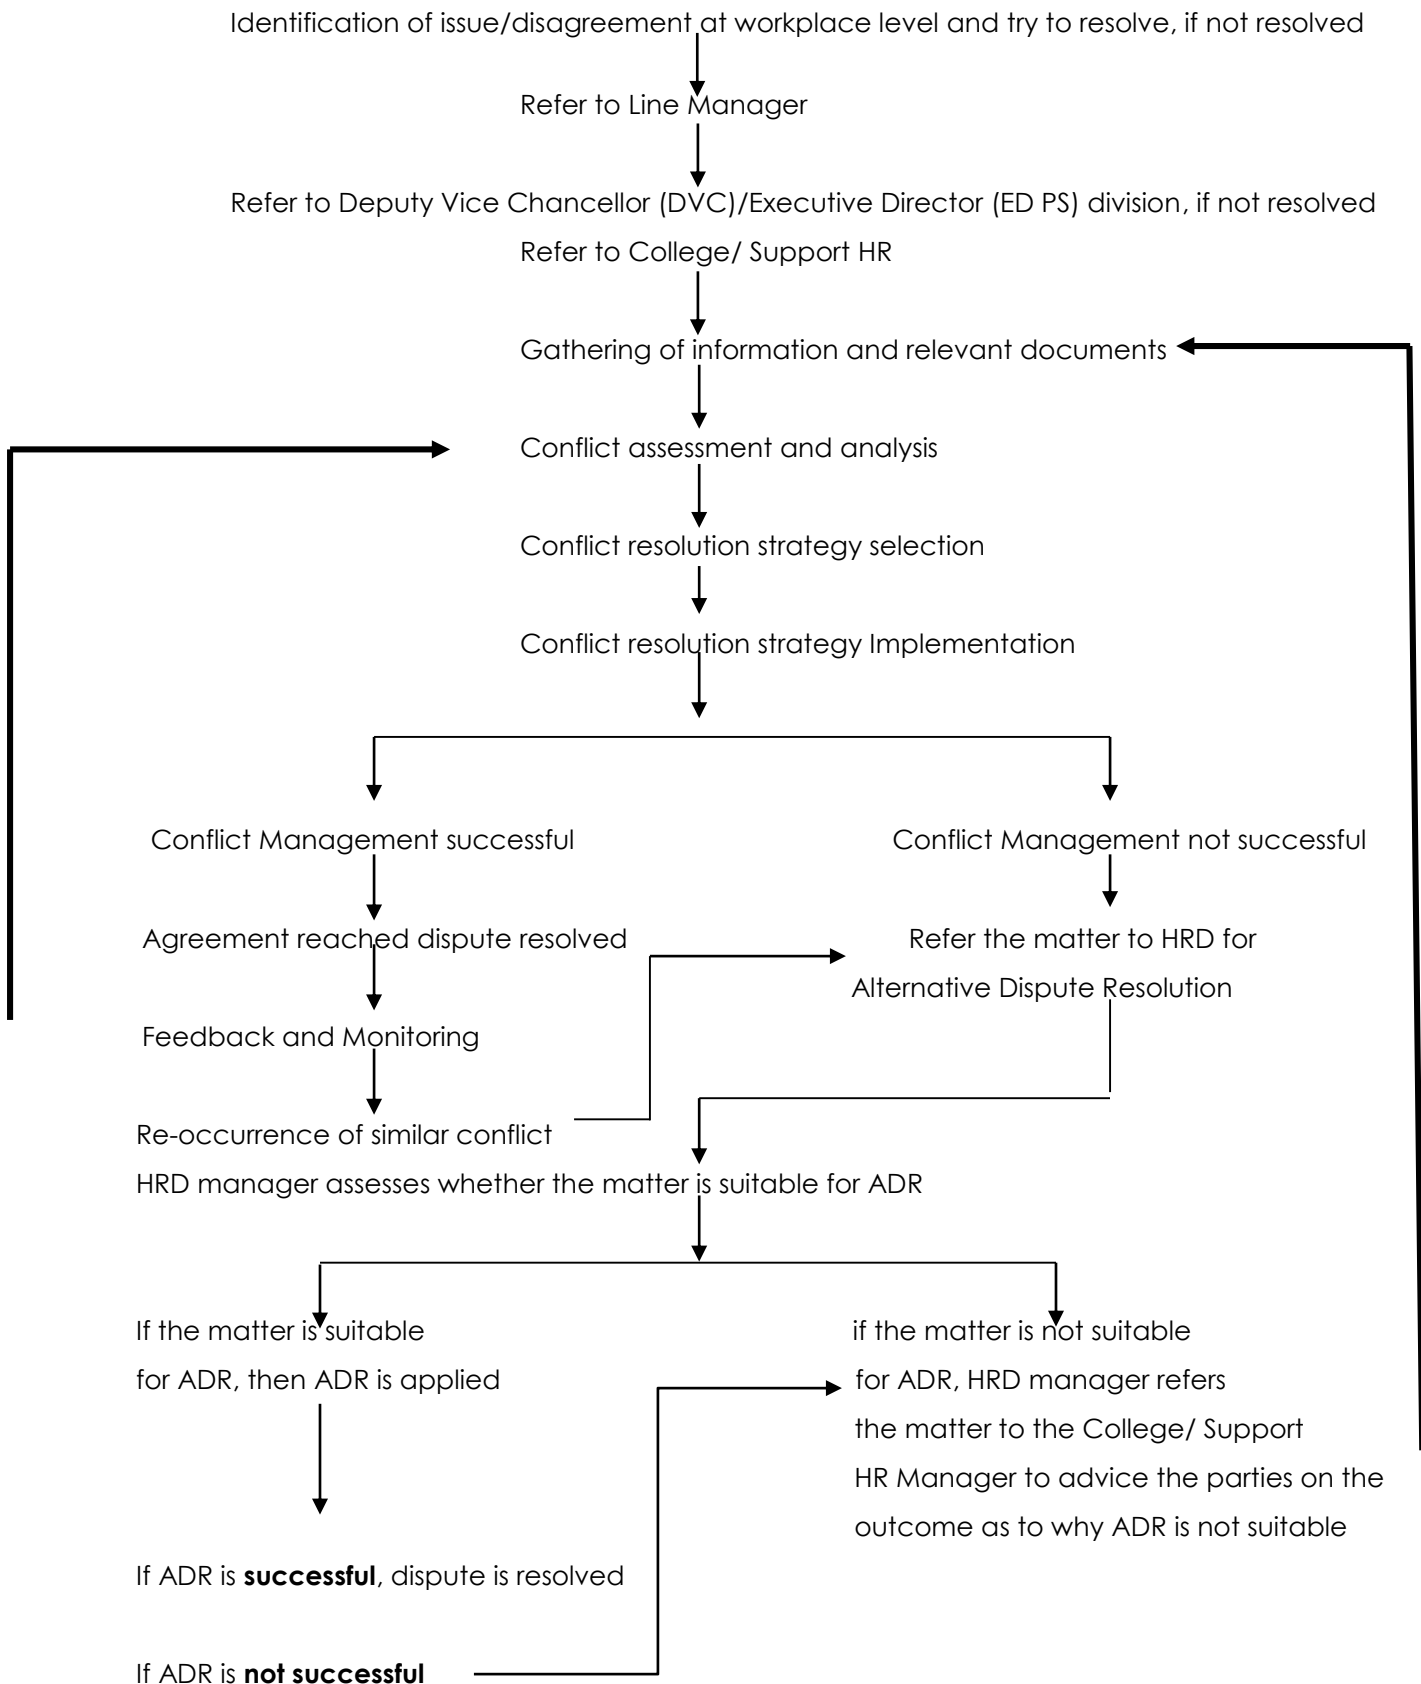 Identification of issue/disagreement at workplace level and try to resolve, if not resolved
Refer to Line Manager
Refer to Deputy Vice Chancellor (DVC)/Executive Director (ED PS) division, if not resolved
Refer to College/ Support HR
Gathering of information and relevant documents
Conflict assessment and analysis
Conflict resolution strategy selection
Conflict resolution strategy Implementation
Conflict Management successful
Conflict Management not successful
Agreement reached dispute resolved
Refer the matter to HRD for
Alternative Dispute Resolution
Feedback and Monitoring
Re-occurrence of similar conflict
HRD manager assesses whether the matter is suitable for ADR
If the matter is suitable
for ADR, then ADR is applied
if the matter is not suitable
for ADR, HRD manager refers
the matter to the College/ Support
HR Manager to advice the parties on the
outcome as to why ADR is not suitable
If ADR is successful, dispute is resolved
If ADR is not successful